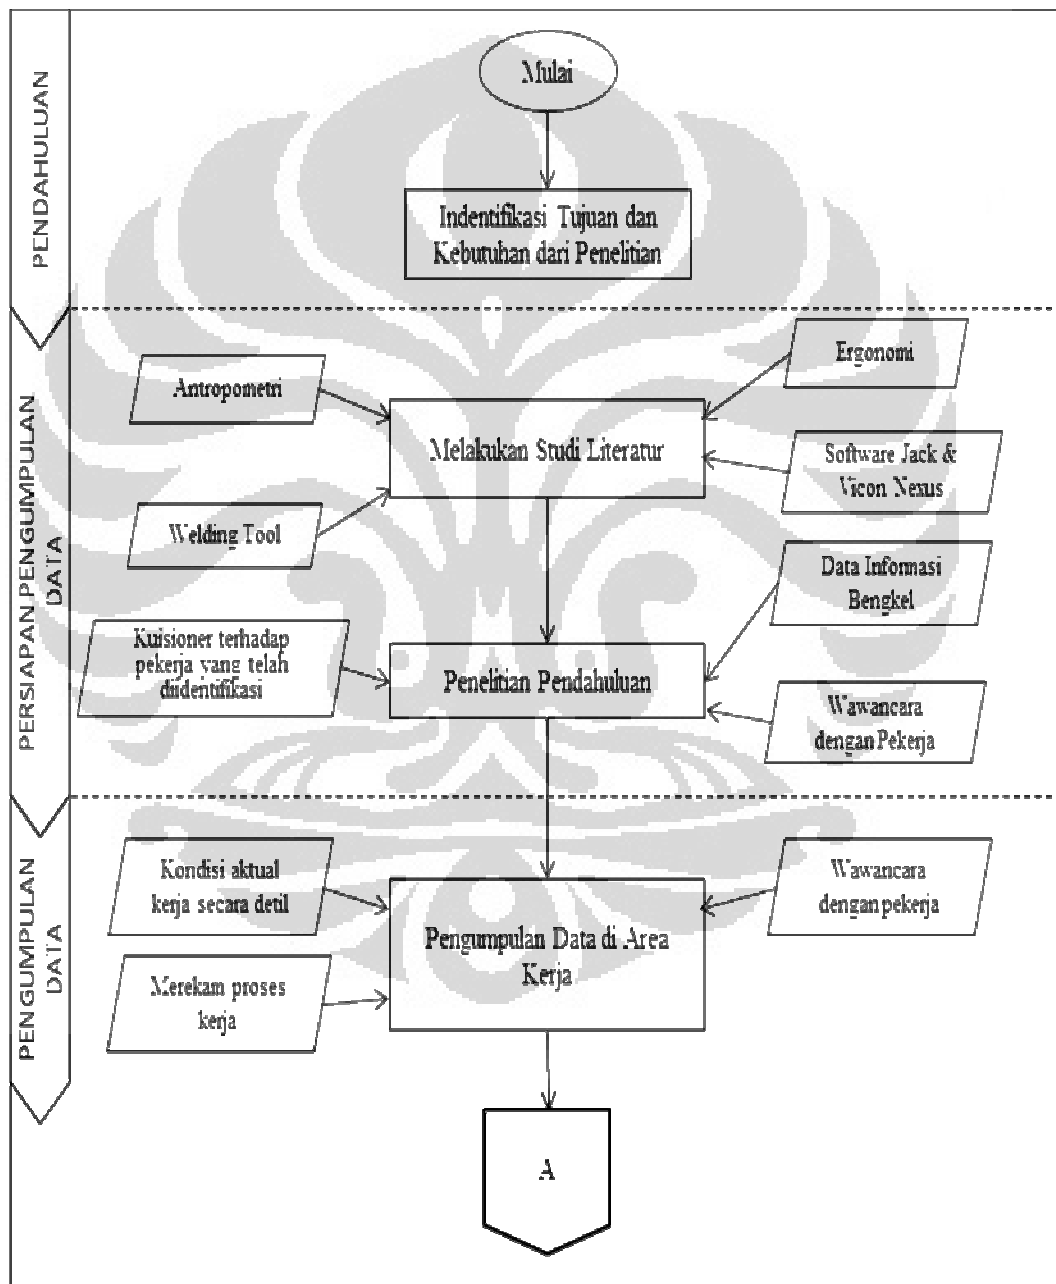 PENDAHULUAN
Mulai
Indentifikasi Tujuan dan
Kebutuhan dari Penelitian
PERSIAPAN PENGUMPULAN
DATA
Antropometri
Ergonomi
Melakukan Studi Literatur
Software Jack &
Vicon Nexus
Welding Tool
Data Informasi
Bengkel
Kuisioner terhadap
pekerja yang telah
diidentifikasi
Penelitian Pendahuluan
Wawancara
dengan Pekerja
PENGUMPULAN
DATA
Kondisi aktual
kerja secara detil
Wawancara
dengan pekerja
Pengumpulan Data di Area
Kerja
Merekam proses
kerja
A